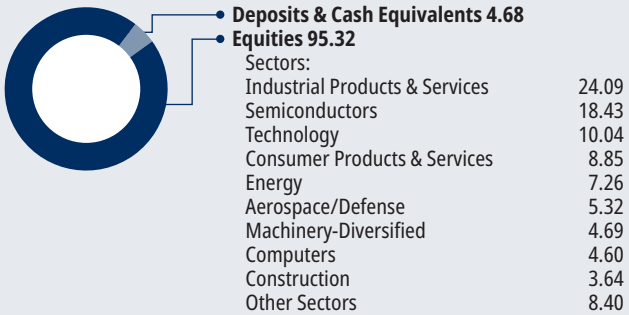 Deposits & Cash Equivalents 4.68
Equities 95.32
Sectors:
Industrial Products & Services 24.09
Semiconductors 18.43
Technology 10.04
Consumer Products & Services 8.85
Energy 7.26
Aerospace/Defense 5.32
Machinery-Diversified 4.69
Computers 4.60
Construction 3.64
Other Sectors 8.40